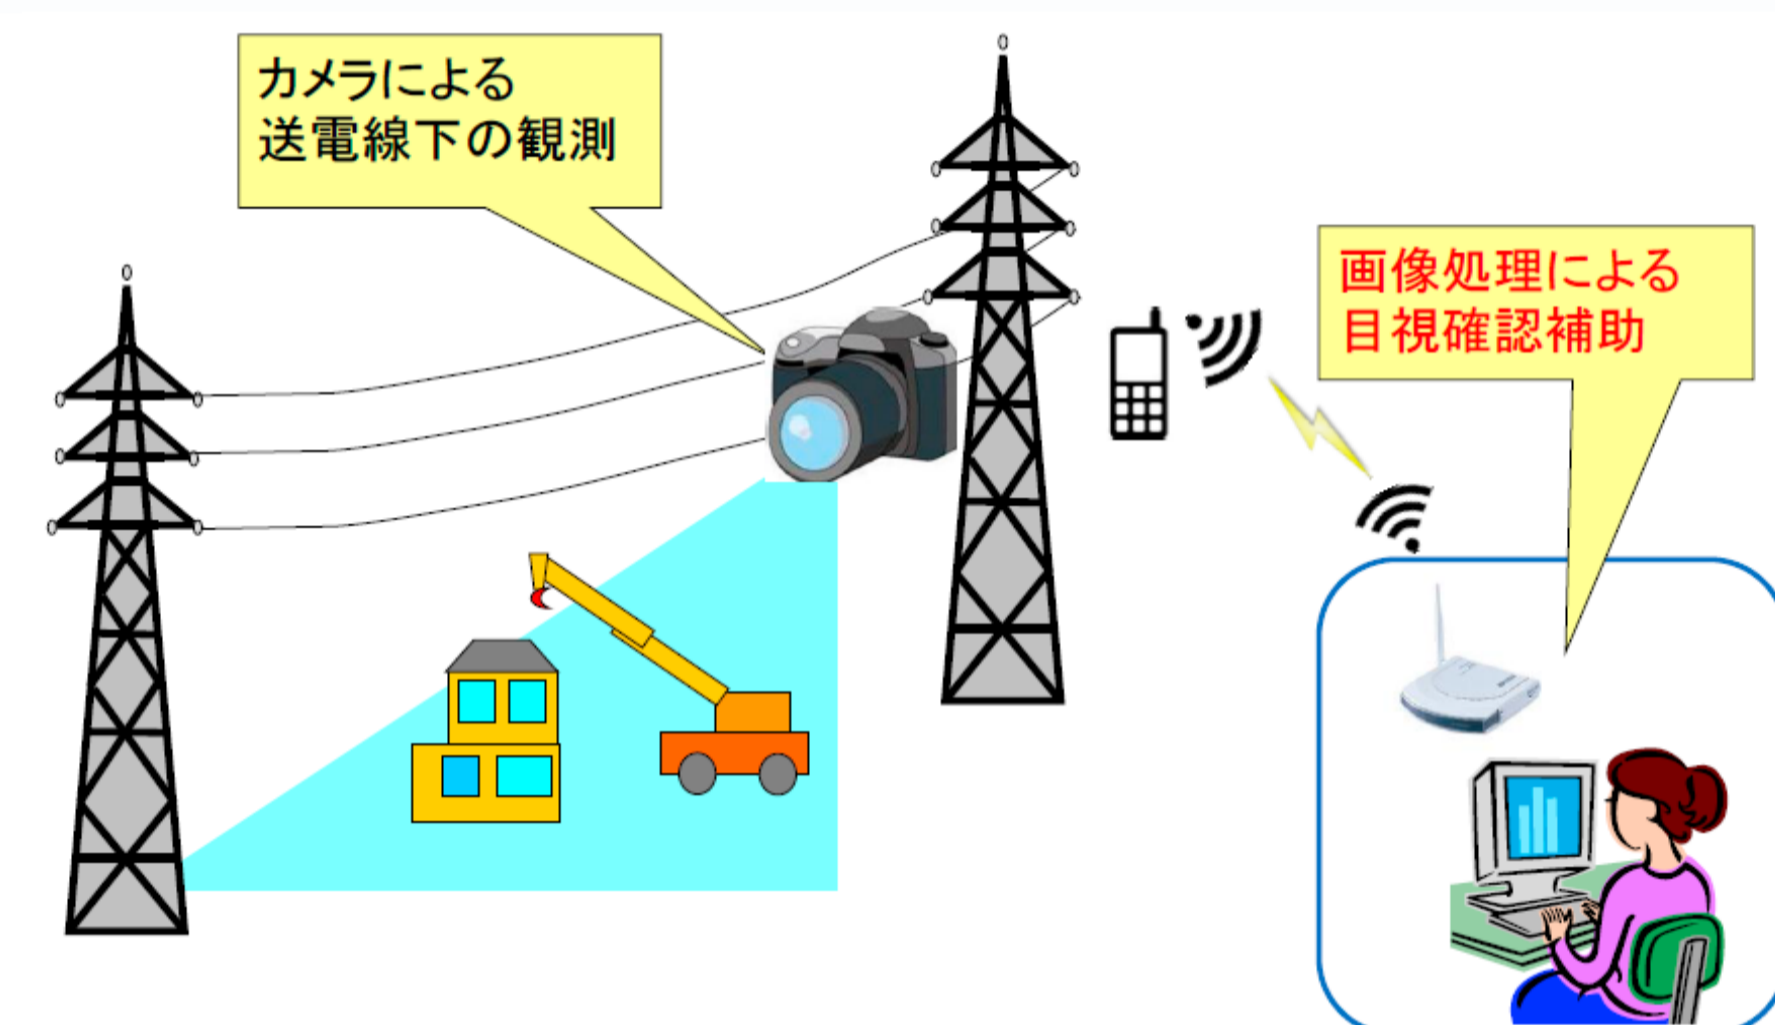 カメラによる
送電線下の観測
画像処理による
目視確認補助